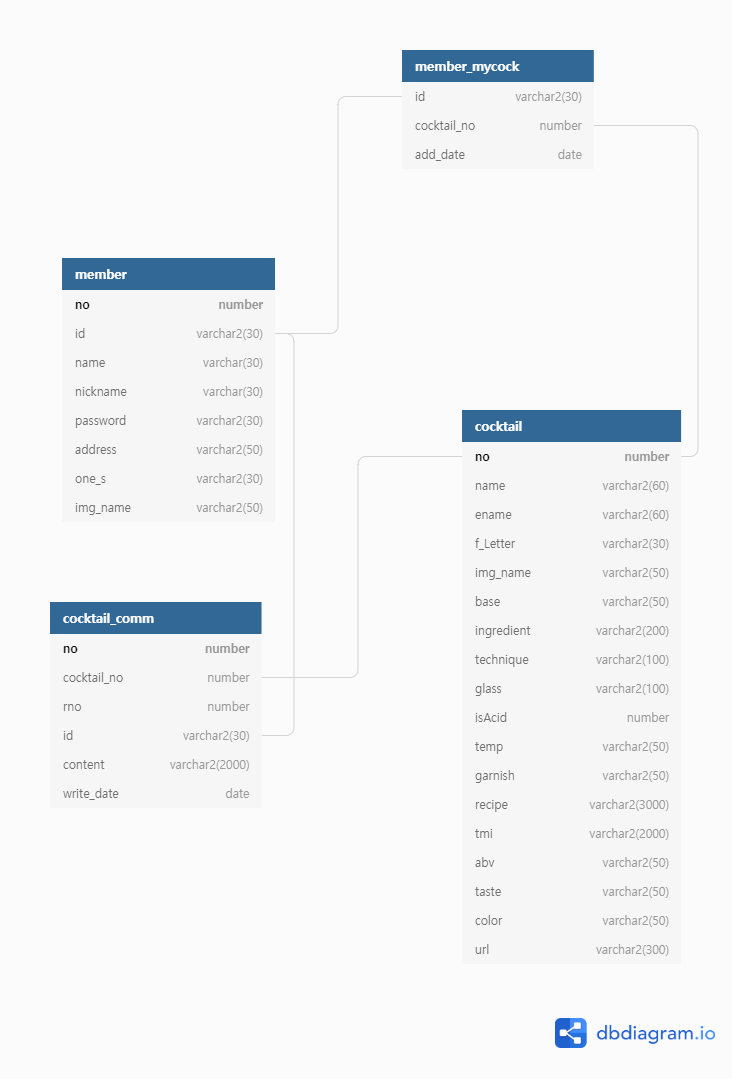 member_mycock
id varchar2(30)
cocktail_no number
add_date date
member
no number
id varchar2(30)
name varchar(30)
nickname varchar(30)
password varchar2(30)
address varchar2(50)
one_s varchar2(30)
img_name varchar2(50)
cocktail
no number
name varchar2(60)
ename varchar2(60)
f_Letter varchar2(30)
img_name varchar2(50)
base varchar2(50)
ingredient varchar2(200)
technique varchar2(100)
glass varchar2(100)
isAcid number
temp varchar2(50)
garnish varchar2(50)
recipe varchar2(3000)
tmi varchar2(2000)
abv varchar2(50)
taste varchar2(50)
color varchar2(50)
url varchar2(300)
cocktail_comm
no number
cocktail_no number
rno number
id varchar2(30)
content varchar2(2000)
write_date date
dbdiagram.io